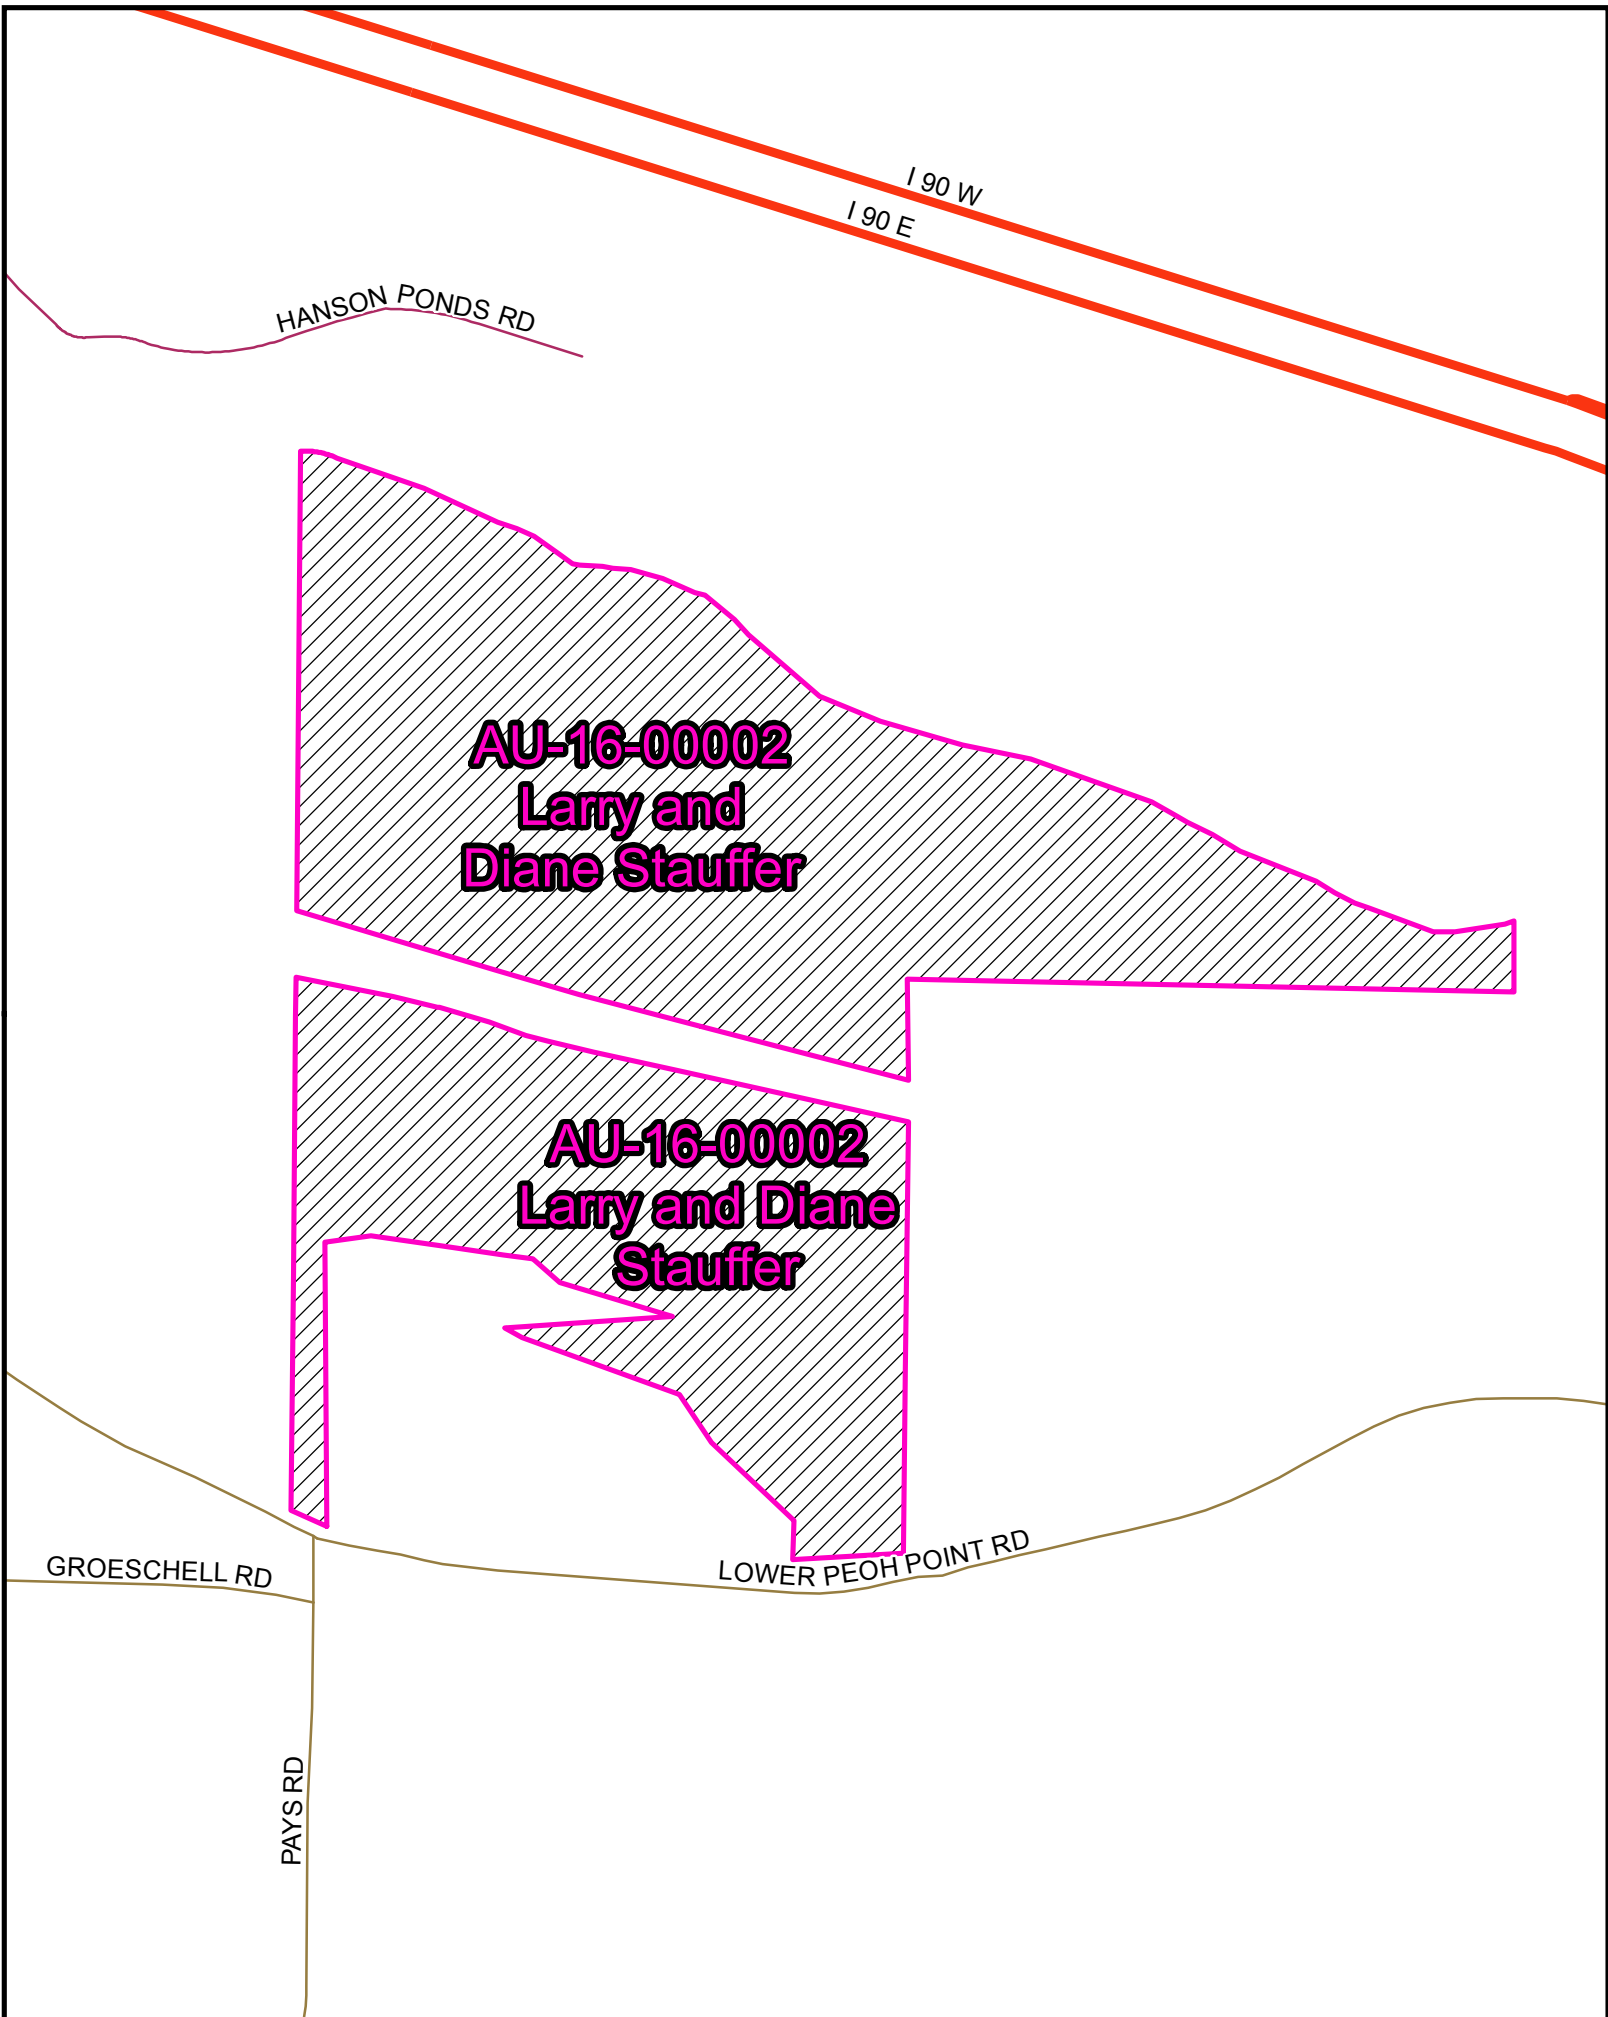 I 90 W
I 90 E
HANSON PONDS RD
AU-16-00002
Larry and
Diane Stauffer
AU-16-00002
Larry and Diane
Stauffer
LOWER PEOH POINT RD
GROESCHELL RD
PAYS RD